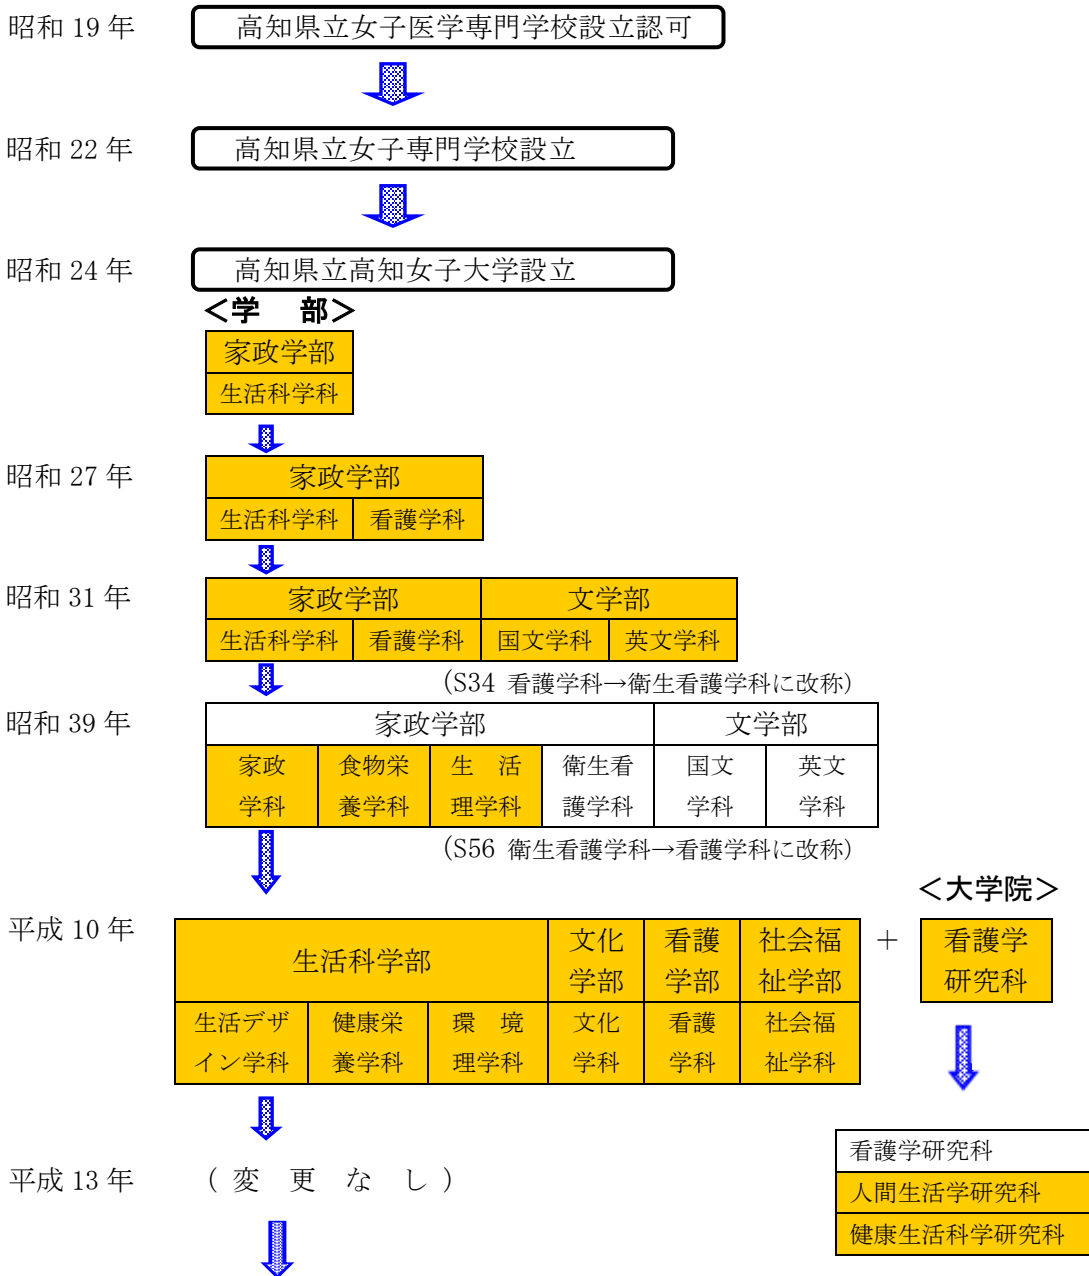 昭和 19 年 高知県立女子医学専門学校設立認可
昭和 22 年 高知県立女子専門学校設立
昭和 24 年 高知県立高知女子大学設立
＜学 部＞
家政学部
生活科学科
昭和 27 年 家政学部
生活科学科 看護学科
昭和 31 年 家政学部 文学部
生活科学科 看護学科 国文学科 英文学科
(S34 看護学科→衛生看護学科に改称)
昭和 39 年 家政学部 文学部
家政 食物栄 生 活 衛生看 国文 英文
学科 養学科 理学科 護学科 学科 学科
(S56 衛生看護学科→看護学科に改称)
＜大学院＞
平成 10 年 生活科学部 文化 看護 社会福 ＋ 看護学
学部 学部 祉学部 研究科
生活デザ 健康栄 環 境 文化 看護 社会福
イン学科 養学科 理学科 学科 学科 祉学科
平成 13 年 （ 変 更 な し ）
看護学研究科
人間生活学研究科
健康生活科学研究科